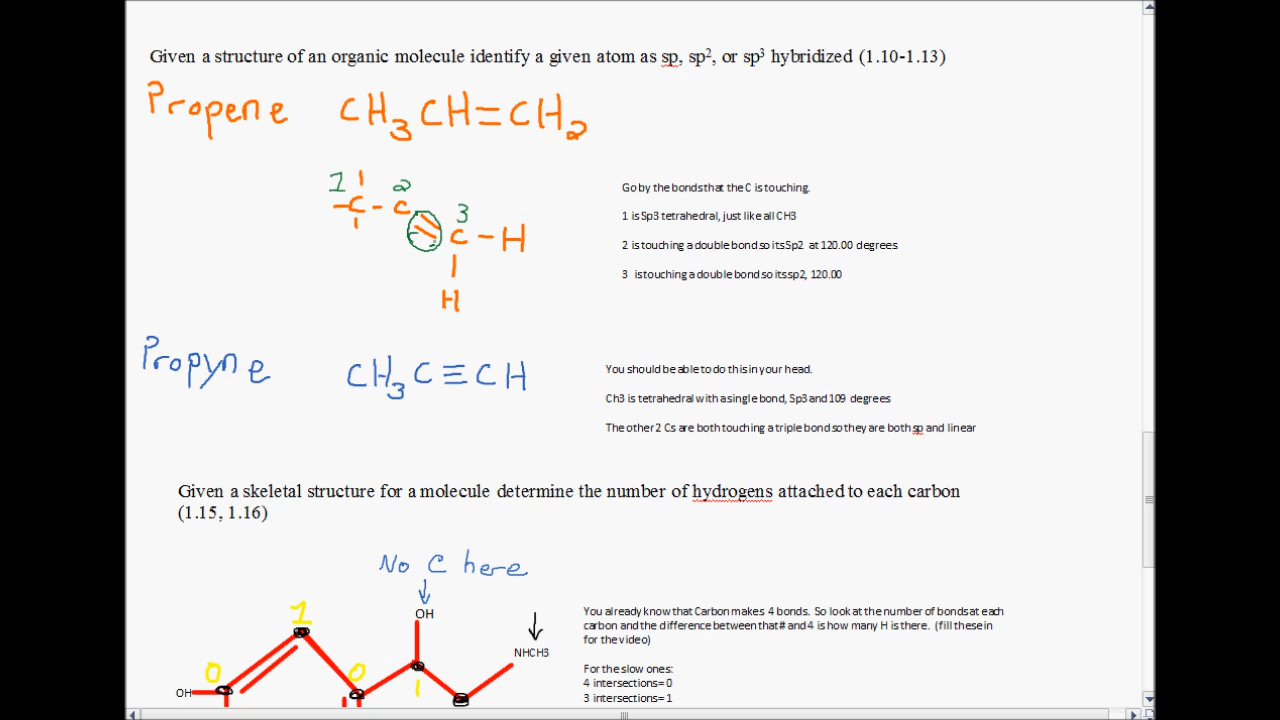 Given a structure of an organic molecule identify a given atom as sp, sp², or sp³ hybridized (1.10-1.13)
Propene CH₃CH=CH₂
1 2
C - C
3
C - H
H
Go by the bonds that the C is touching.
1 is Sp3 tetrahedral, just like all CH3
2 is touching a double bond so its Sp2 at 120.00 degrees
3 is touching a double bond so its sp2, 120.00
Propyne CH₃C≡CH
You should be able to do this in your head.
Ch3 is tetrahedral with a single bond, Sp3 and 109 degrees
The other 2 Cs are both touching a triple bond so they are both sp and linear
Given a skeletal structure for a molecule determine the number of hydrogens attached to each carbon
(1.15, 1.16)
No C here
OH
1
NHCH3
0 0 1
OH
You already know that Carbon makes 4 bonds. So look at the number of bonds at each
carbon and the difference between that # and 4 is how many H is there. (fill these in
for the video)
For the slow ones:
4 intersections= 0
3 intersections= 1